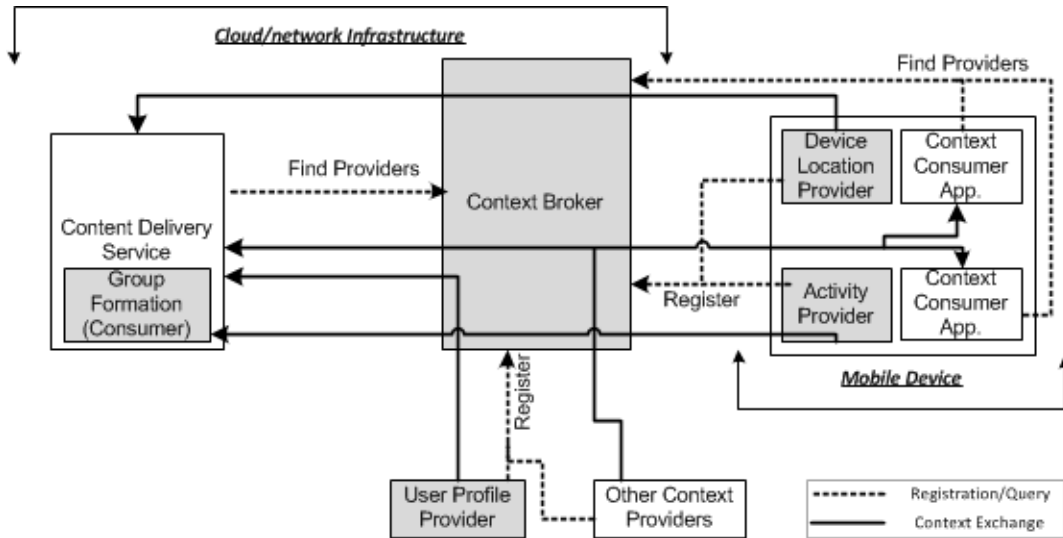 Cloud/network Infrastructure
Find Providers
Device
Location
Provider
Context
Consumer
App.
Find Providers
Context Broker
Content Delivery
Service
Group
Formation
(Consumer)
Register
Activity
Provider
Context
Consumer
App.
Mobile Device
Register
User Profile
Provider
Other Context
Providers
Registration/Query
Context Exchange